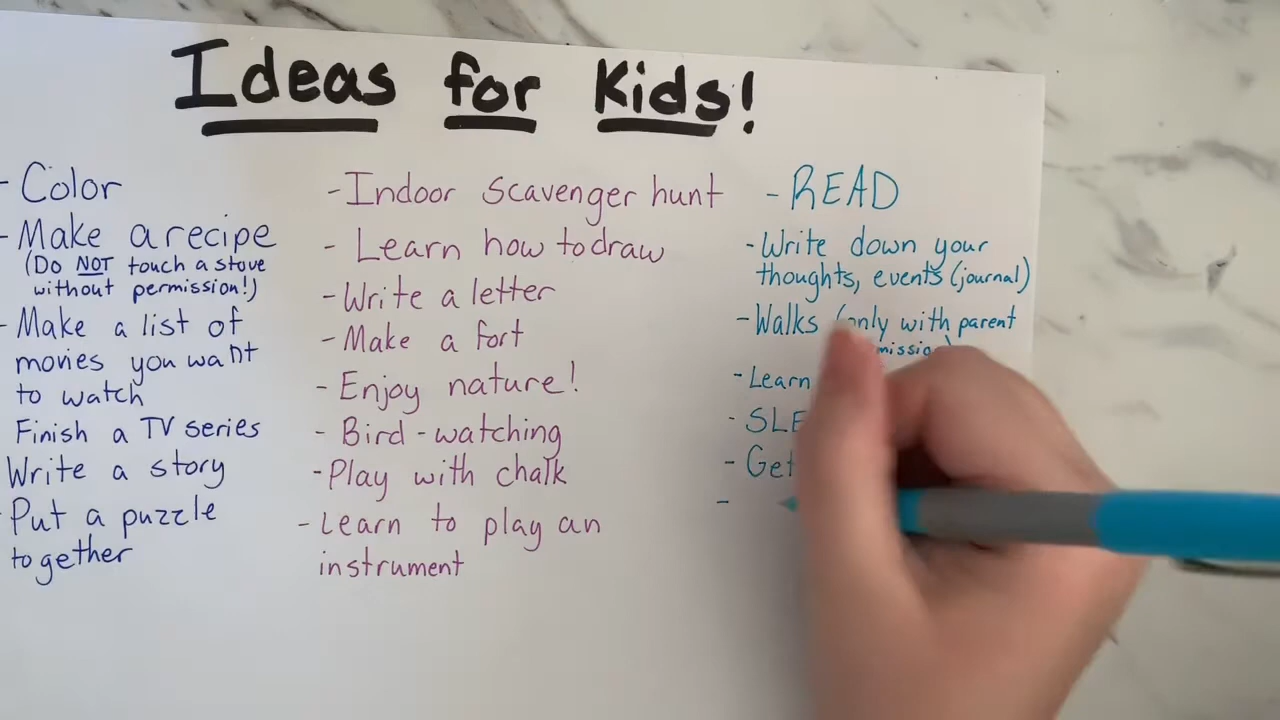 Ideas for Kids!
- Color
- Make a recipe
(Do NOT touch a stove
without permission!)
- Make a list of
movies you want
to watch
Finish a TV series
Write a story
- Put a puzzle
together
- Indoor scavenger hunt
- Learn how to draw
- Write a letter
- Make a fort
- Enjoy nature!
- Bird-watching
- Play with chalk
- Learn to play an
instrument
- READ
- Write down your
thoughts, events (journal)
- Walks (only with parent
- Learn
- Get
-